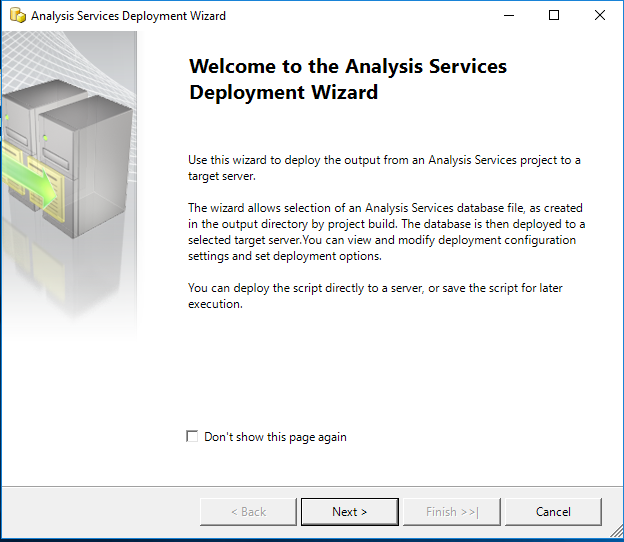 Analysis Services Deployment Wizard
Welcome to the Analysis Services
Deployment Wizard
Use this wizard to deploy the output from an Analysis Services project to a
target server.
The wizard allows selection of an Analysis Services database file, as created
in the output directory by project build. The database is then deployed to a
selected target server.You can view and modify deployment configuration
settings and set deployment options.
You can deploy the script directly to a server, or save the script for later
execution.
Don't show this page again
< Back
Next >
Finish >>|
Cancel